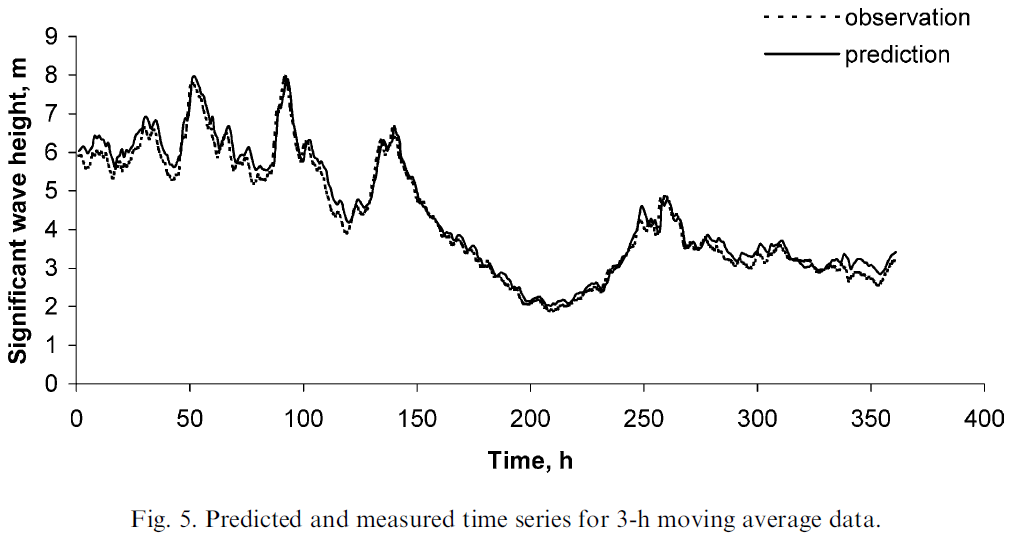 observation
prediction
Significant wave height, m
9
8
7
6
5
4
3
2
1
0
0 50 100 150 200 250 300 350 400
Time, h
Fig. 5. Predicted and measured time series for 3-h moving average data.